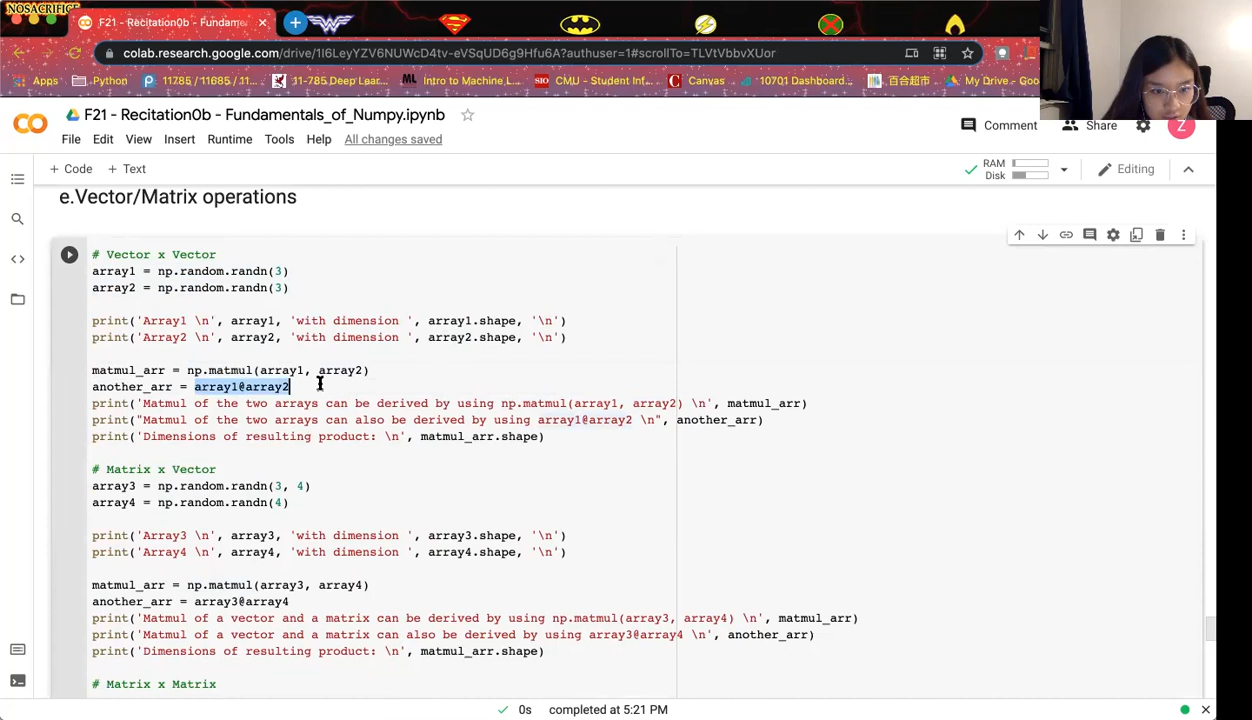 NOSACRIFICE
F21 - Recitation0b - Fundame
colab.research.google.com/drive/1I6LeyYZV6NUWcD4tv-eVSqUD6g9Hfu6A?authuser=1#scrollTo=TLVtVbbvXUor
Apps Python 11785 / 11685 / 11... 11-785 Deep Lear... Intro to Machine L... CMU - Student Inf... Canvas 10701 Dashboard... 百合超市 My Drive - Goo
F21 - Recitation0b - Fundamentals_of_Numpy.ipynb
Comment Share Z
File Edit View Insert Runtime Tools Help All changes saved
+ Code + Text RAM Disk Editing
e.Vector/Matrix operations
# Vector x Vector
array1 = np.random.randn(3)
array2 = np.random.randn(3)
print('Array1 \n', array1, 'with dimension ', array1.shape, '\n')
print('Array2 \n', array2, 'with dimension ', array2.shape, '\n')
matmul_arr = np.matmul(array1, array2)
another_arr = array1@array2
print('Matmul of the two arrays can be derived by using np.matmul(array1, array2) \n', matmul_arr)
print("Matmul of the two arrays can also be derived by using array1@array2 \n", another_arr)
print('Dimensions of resulting product: \n', matmul_arr.shape)
# Matrix x Vector
array3 = np.random.randn(3, 4)
array4 = np.random.randn(4)
print('Array3 \n', array3, 'with dimension ', array3.shape, '\n')
print('Array4 \n', array4, 'with dimension ', array4.shape, '\n')
matmul_arr = np.matmul(array3, array4)
another_arr = array3@array4
print('Matmul of a vector and a matrix can be derived by using np.matmul(array3, array4) \n', matmul_arr)
print('Matmul of a vector and a matrix can also be derived by using array3@array4 \n', another_arr)
print('Dimensions of resulting product: \n', matmul_arr.shape)
# Matrix x Matrix
0s completed at 5:21 PM